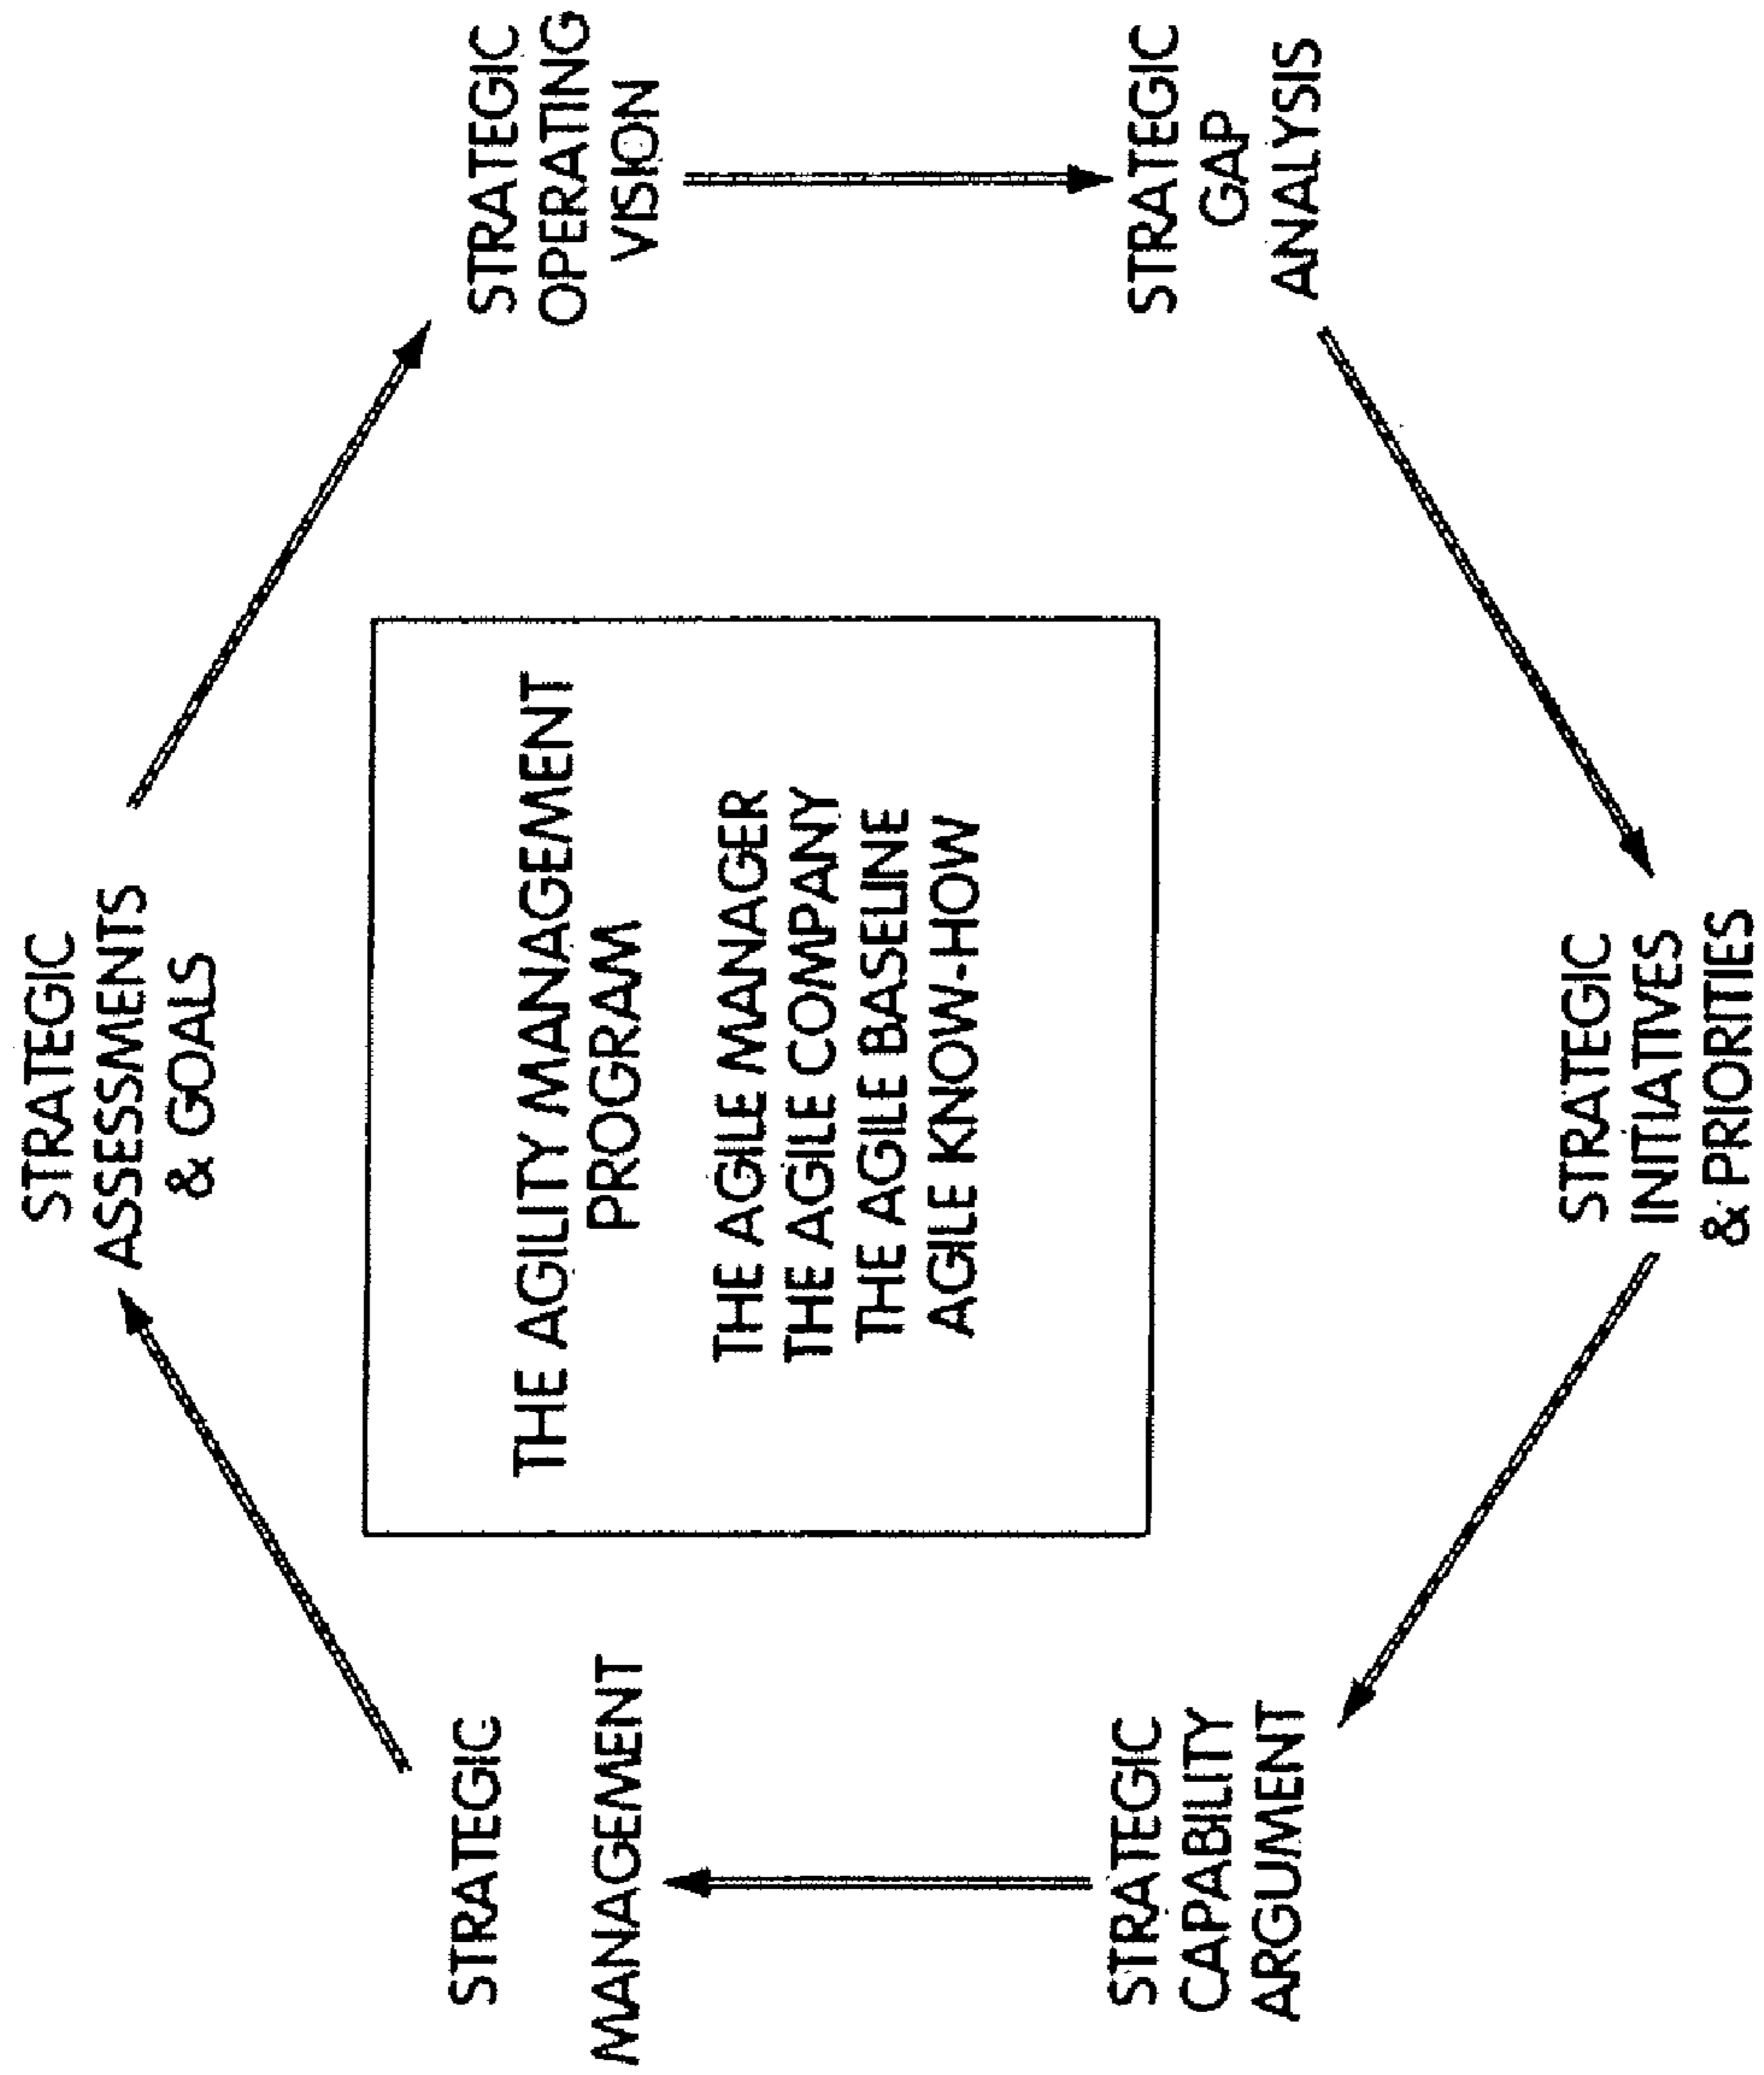 STRATEGIC
ASSESSMENTS
& GOALS
STRATEGIC
OPERATING
VISION
STRATEGIC
GAP
ANALYSIS
STRATEGIC
INITIATIVES
& PRIORITIES
STRATEGIC
CAPABILITY
ARGUMENT
STRATEGIC
MANAGEMENT
THE AGILITY MANAGEMENT
PROGRAM
THE AGILE MANAGER
THE AGILE COMPANY
THE AGILE BASELINE
AGILE KNOW-HOW